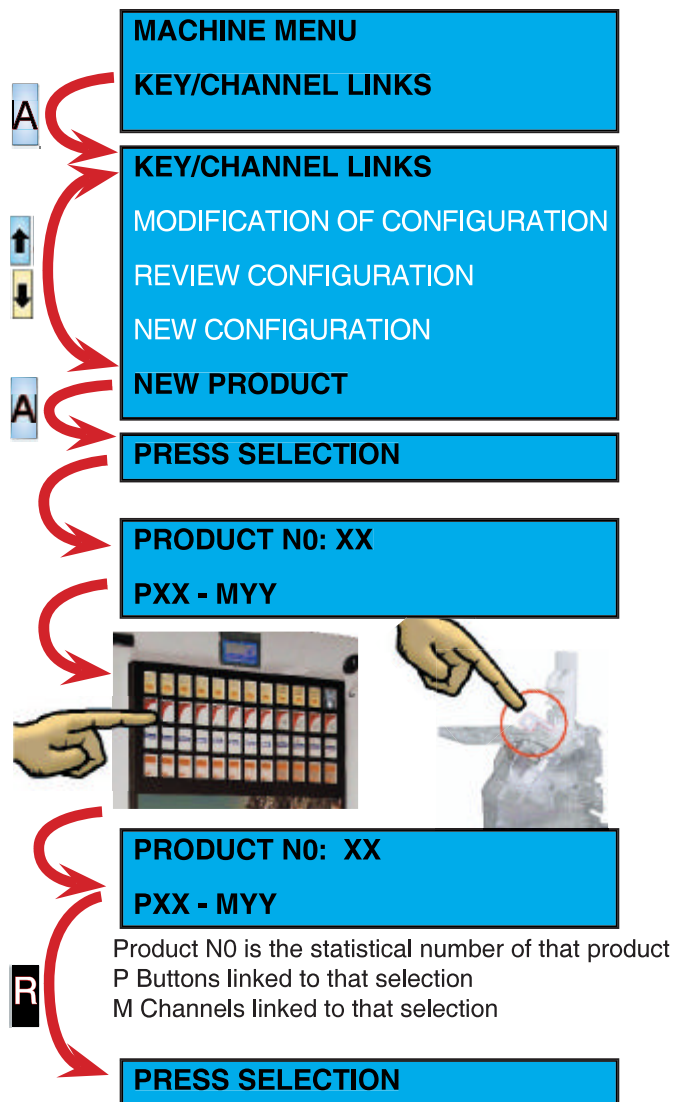 MACHINE MENU
KEY/CHANNEL LINKS
A
KEY/CHANNEL LINKS
MODIFICATION OF CONFIGURATION
REVIEW CONFIGURATION
NEW CONFIGURATION
NEW PRODUCT
A
PRESS SELECTION
PRODUCT N0: XX
PXX - MYY
PRODUCT N0: XX
PXX - MYY
Product N0 is the statistical number of that product
P Buttons linked to that selection
M Channels linked to that selection
R
PRESS SELECTION